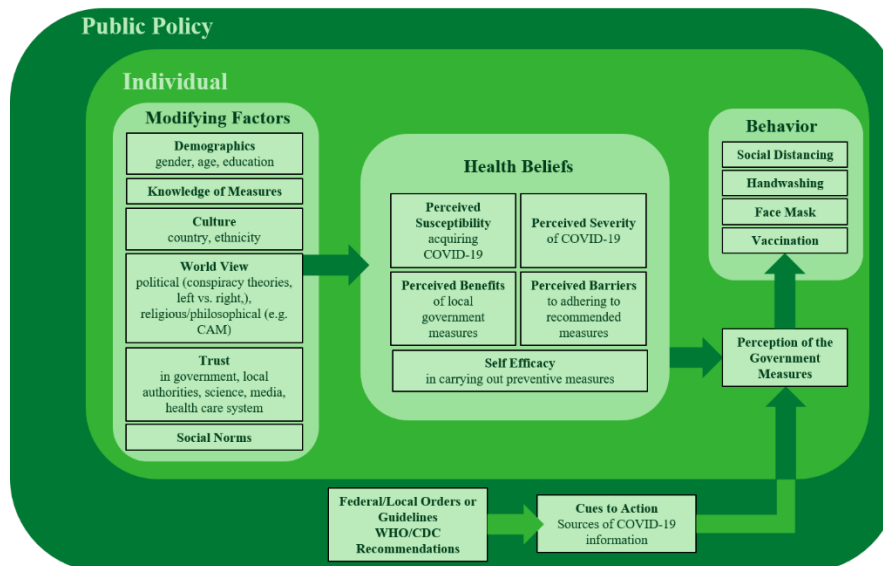 Public Policy
Individual
Modifying Factors
Demographics
gender, age, education
Knowledge of Measures
Culture
country, ethnicity
World View
political (conspiracy theories,
left vs. right,),
religious/philosophical (e.g.
CAM)
Trust
in government, local
authorities, science, media,
health care system
Social Norms
Health Beliefs
Perceived
Susceptibility
acquiring
COVID-19
Perceived Severity
of COVID-19
Perceived Benefits
of local
government
measures
Perceived Barriers
to adhering to
recommended
measures
Self Efficacy
in carrying out preventive measures
Behavior
Social Distancing
Handwashing
Face Mask
Vaccination
Perception of the
Government
Measures
Federal/Local Orders or
Guidelines
WHO/CDC
Recommendations
Cues to Action
Sources of COVID-19
information